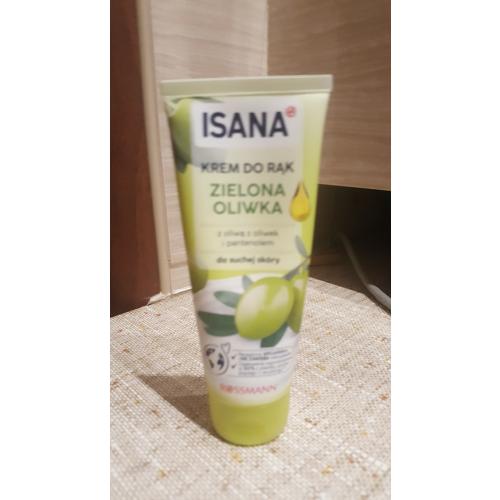 ISANA
KREM DO RĄK
ZIELONA
OLIWKA
z oliwą z oliwek
i pantenolem
do suchej skóry
ROSSMANN